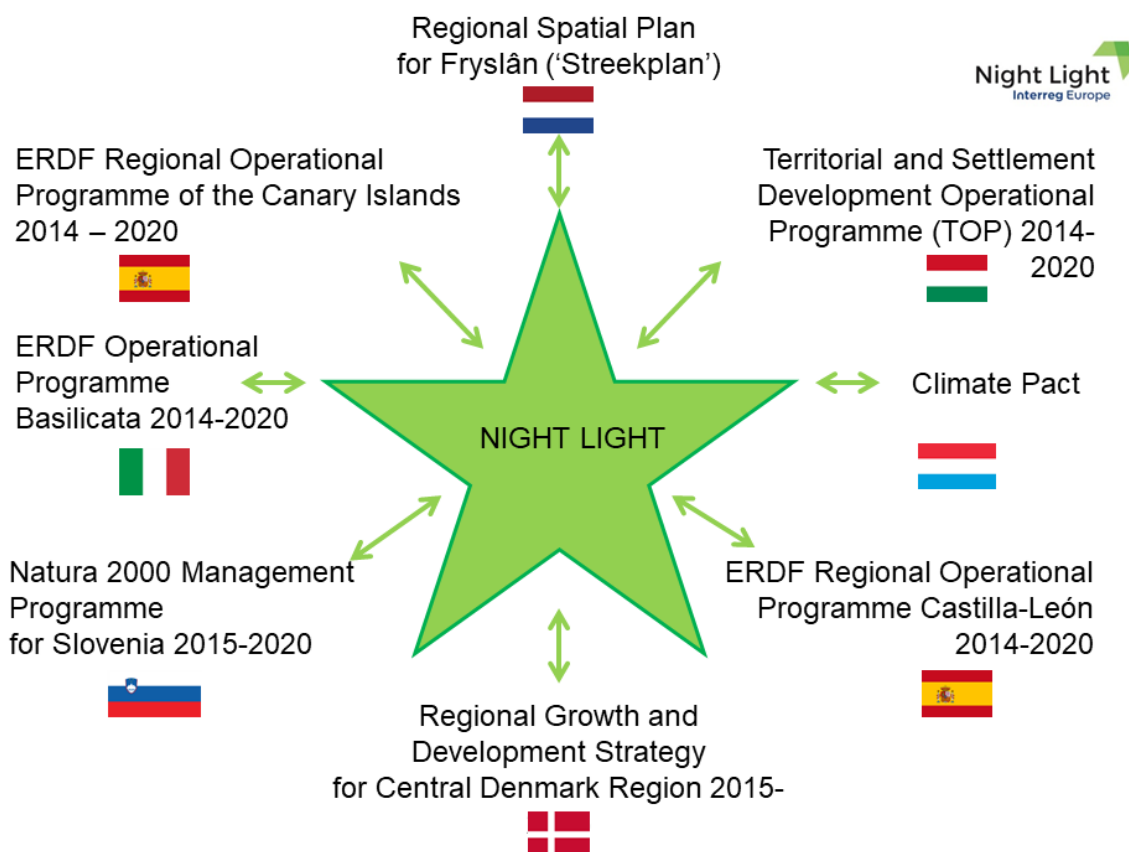 Regional Spatial Plan
for Fryslân (‘Streekplan’)
Night Light
Interreg Europe
ERDF Regional Operational
Programme of the Canary Islands
2014 – 2020
Territorial and Settlement
Development Operational
Programme (TOP) 2014-
2020
ERDF Operational
Programme
Basilicata 2014-2020
Climate Pact
NIGHT LIGHT
Natura 2000 Management
Programme
for Slovenia 2015-2020
ERDF Regional Operational
Programme Castilla-León
2014-2020
Regional Growth and
Development Strategy
for Central Denmark Region 2015-